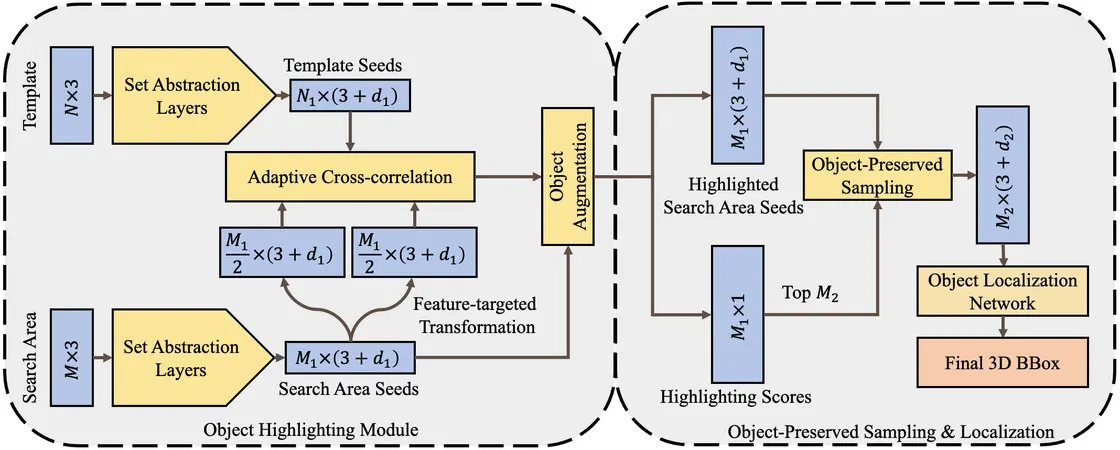 Template
N×3
Set Abstraction
Layers
Template Seeds
N₁×(3 + d₁)
Adaptive Cross-correlation
M₁/2 ×(3 + d₁)
M₁/2 ×(3 + d₁)
Feature-targeted
Transformation
Search Area
M×3
Set Abstraction
Layers
M₁×(3 + d₁)
Search Area Seeds
Object
Augmentation
Object Highlighting Module
M₁×(3 + d₁)
Highlighted
Search Area Seeds
M₁×1
Highlighting Scores
Top M₂
Object-Preserved
Sampling
M₂×(3 + d₂)
Object Localization
Network
Final 3D BBox
Object-Preserved Sampling & Localization